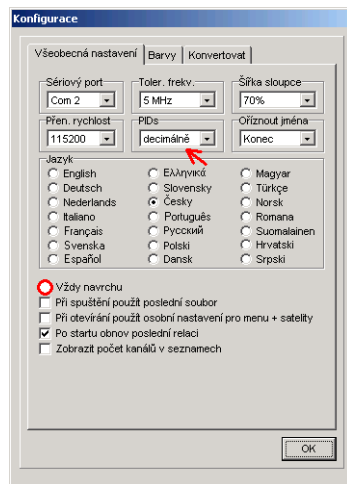 Konfigurace
Všeobecná nastavení Barvy Konvertovat
Sériový port Toler. frekv. Šířka sloupce
Com 2 5 MHz 70%
Přen. rychlost PIDs Oříznout jména
115200 decimálně Konec
Jazyk
English Ελληνικά Magyar
Deutsch Slovensky Türkçe
Nederlands Česky Norsk
Italiano Português Romana
Français Русский Suomalainen
Svenska Polski Hrvatski
Español Dansk Srpski
Vždy navrchu
Při spuštění použít poslední soubor
Při otevírání použít osobní nastavení pro menu + satelity
Po startu obnov poslední relaci
Zobrazit počet kanálů v seznamech
OK